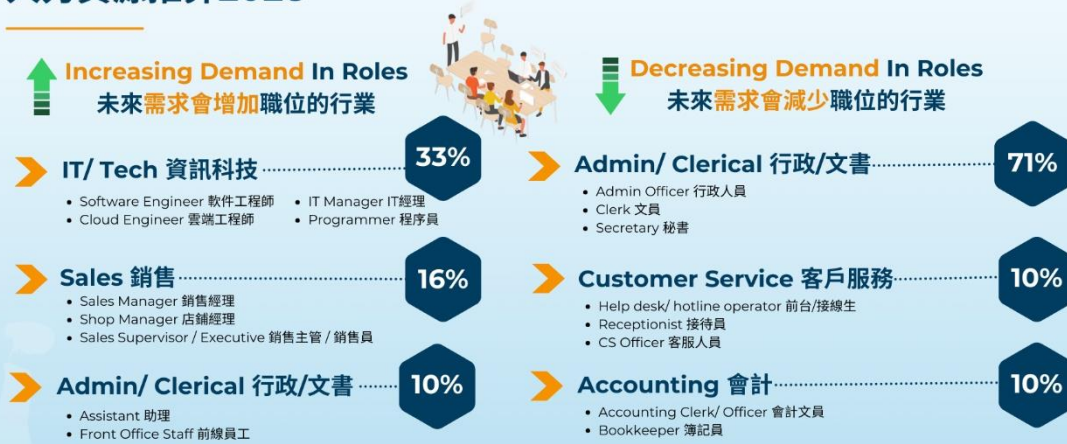 Increasing Demand In Roles
未來需求會增加職位的行業
IT/ Tech 資訊科技
33%
• Software Engineer 軟件工程師
• IT Manager IT經理
• Cloud Engineer 雲端工程師
• Programmer 程序員
Sales 銷售
16%
• Sales Manager 銷售經理
• Shop Manager 店鋪經理
• Sales Supervisor / Executive 銷售主管 / 銷售員
Admin/ Clerical 行政/文書
10%
• Assistant 助理
• Front Office Staff 前線員工
Decreasing Demand In Roles
未來需求會減少職位的行業
Admin/ Clerical 行政/文書
71%
• Admin Officer 行政人員
• Clerk 文員
• Secretary 秘書
Customer Service 客戶服務
10%
• Help desk/ hotline operator 前台/接線生
• Receptionist 接待員
• CS Officer 客服人員
Accounting 會計
10%
• Accounting Clerk/ Officer 會計文員
• Bookkeeper 簿記員